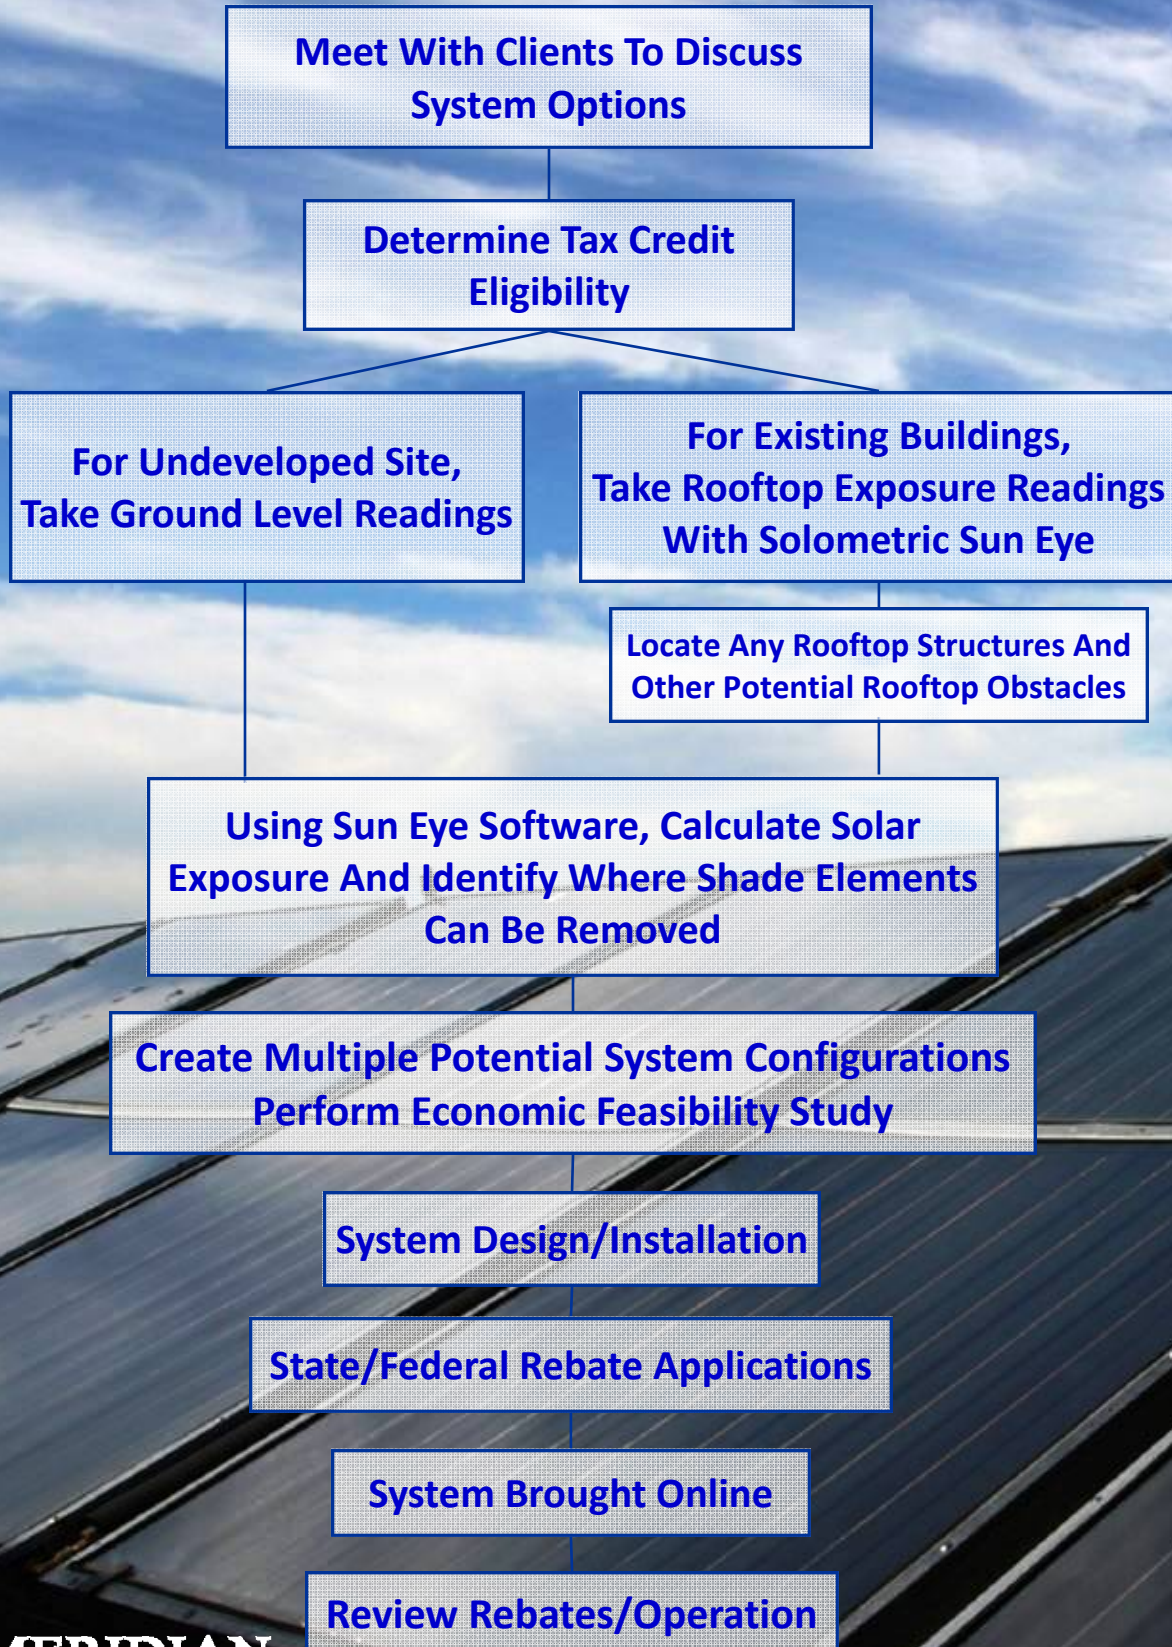 Meet With Clients To Discuss
System Options
Determine Tax Credit
Eligibility
For Undeveloped Site,
Take Ground Level Readings
For Existing Buildings,
Take Rooftop Exposure Readings
With Solometric Sun Eye
Locate Any Rooftop Structures And
Other Potential Rooftop Obstacles
Using Sun Eye Software, Calculate Solar
Exposure And Identify Where Shade Elements
Can Be Removed
Create Multiple Potential System Configurations
Perform Economic Feasibility Study
System Design/Installation
State/Federal Rebate Applications
System Brought Online
Review Rebates/Operation